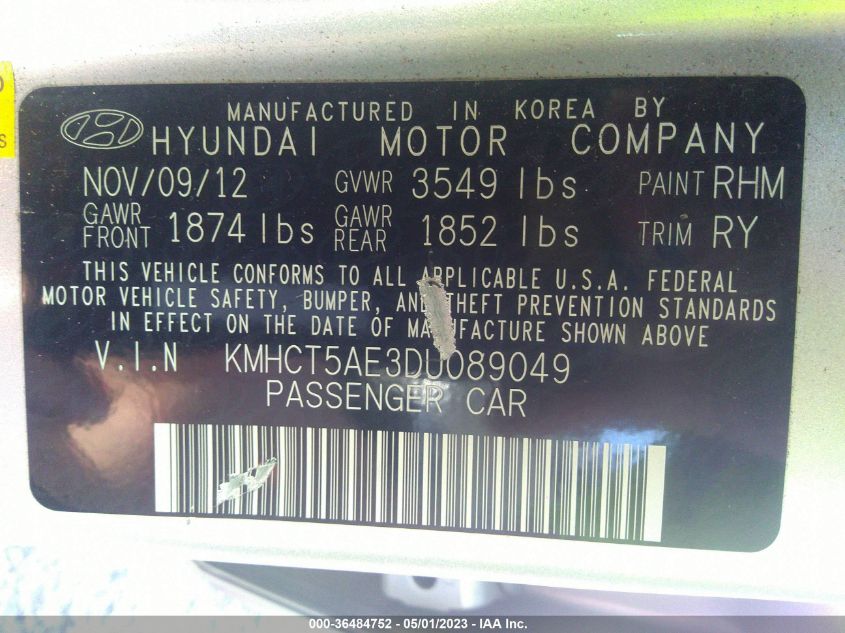 MANUFACTURED IN KOREA BY
HYUNDAI MOTOR COMPANY
NOV/09/12 GVWR 3549 lbs PAINT RHM
GAWR FRONT 1874 lbs GAWR REAR 1852 lbs TRIM RY
THIS VEHICLE CONFORMS TO ALL APPLICABLE U.S.A. FEDERAL
MOTOR VEHICLE SAFETY, BUMPER, AND THEFT PREVENTION STANDARDS
IN EFFECT ON THE DATE OF MANUFACTURE SHOWN ABOVE
V.I.N KMHCT5AE3DU089049
PASSENGER CAR
000-36484752 - 05/01/2023 - IAA Inc.